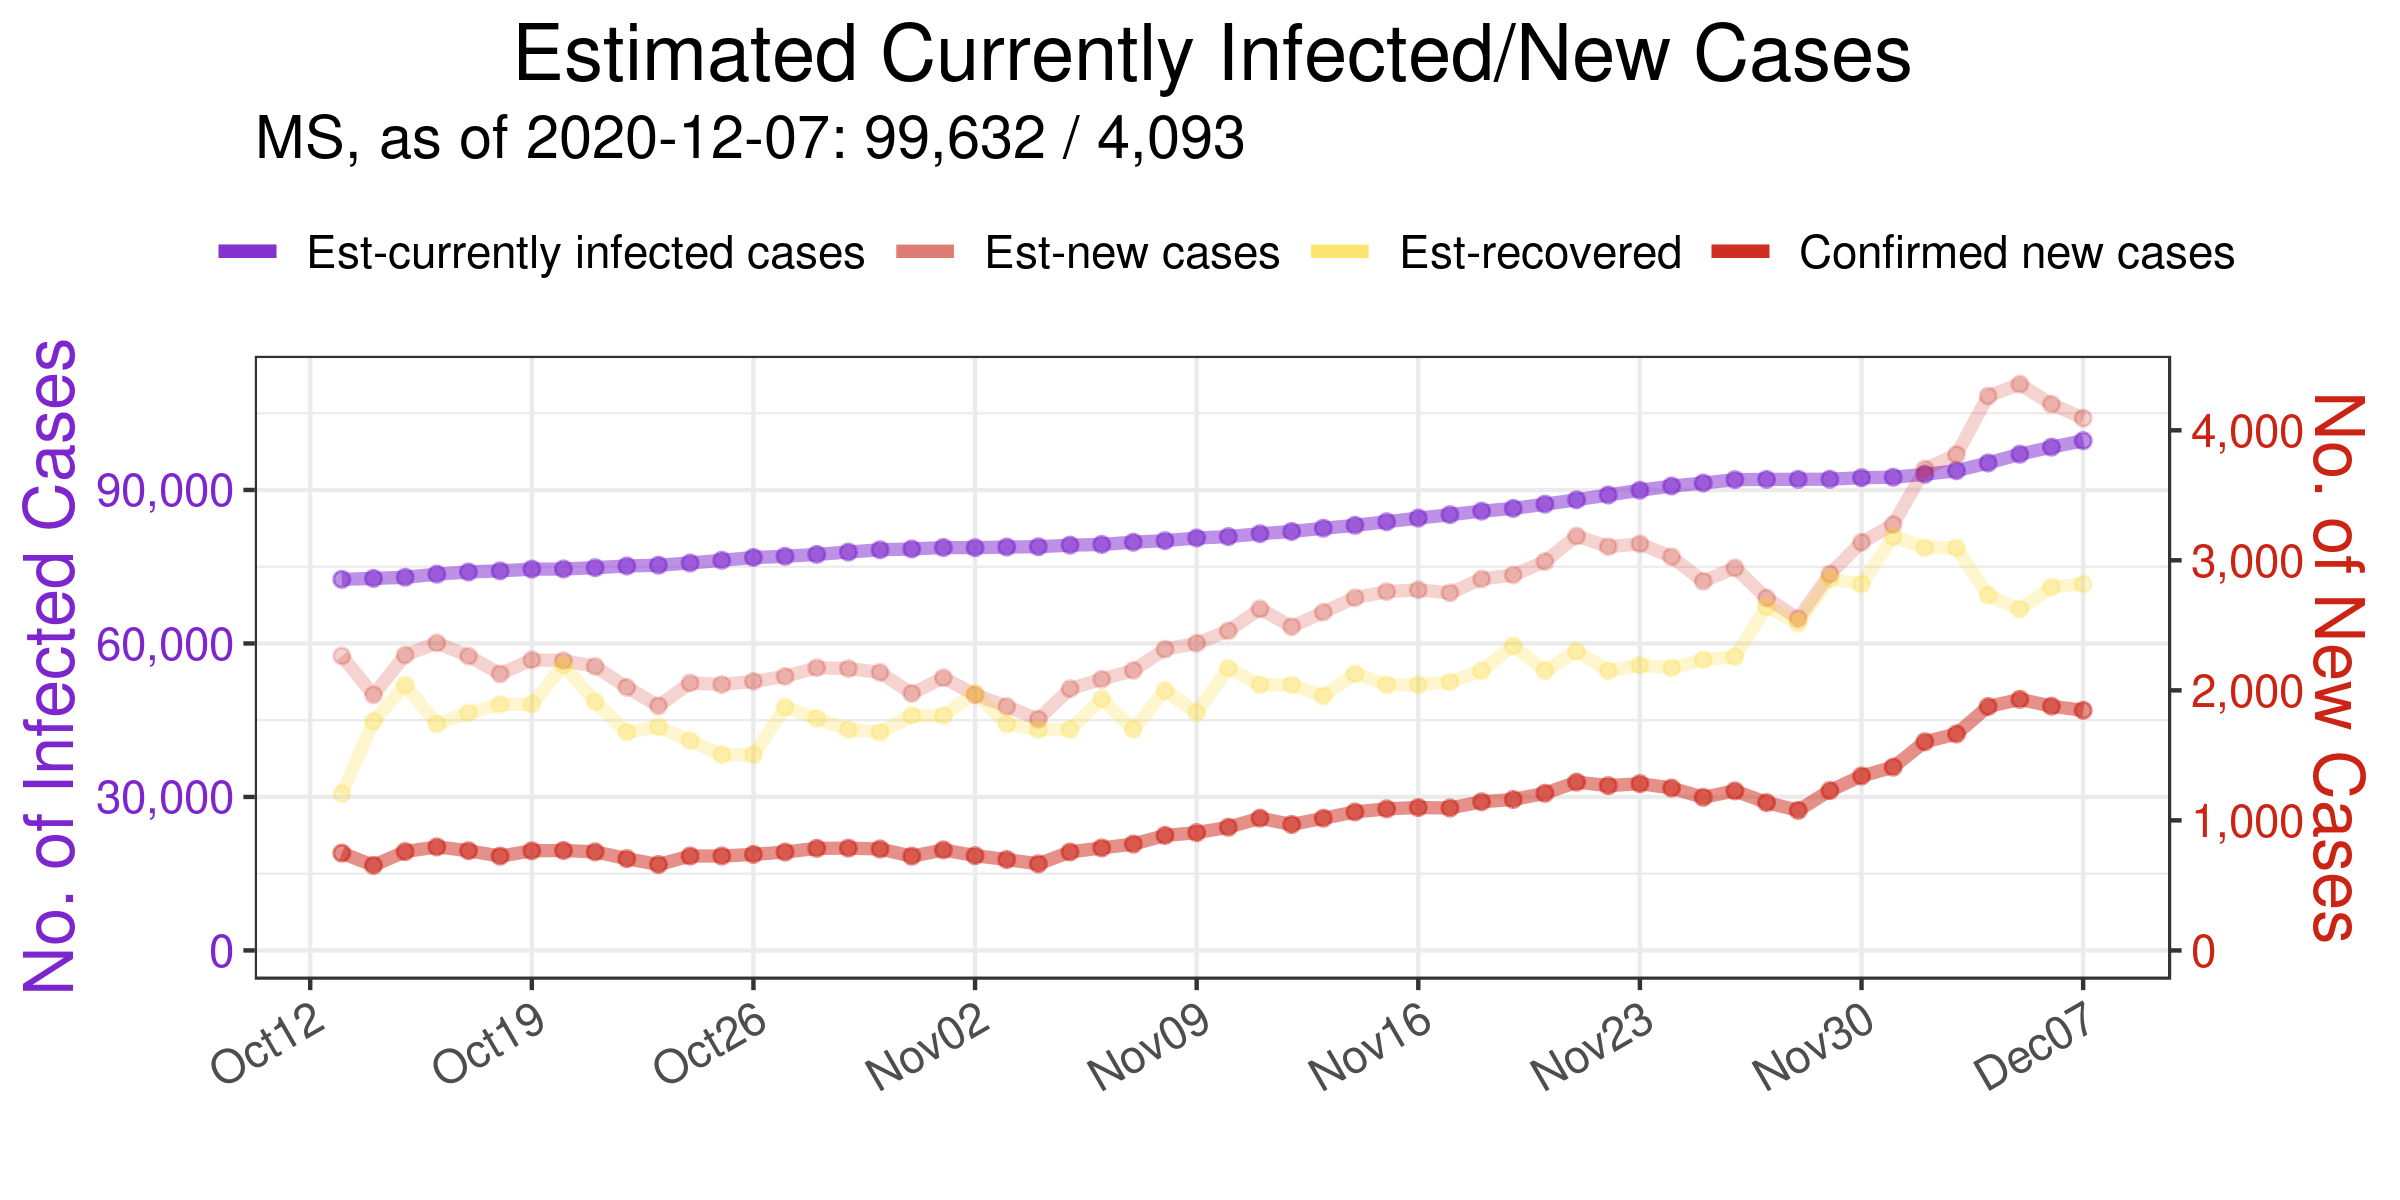 Estimated Currently Infected/New Cases
MS, as of 2020-12-07: 99,632 / 4,093
Est-currently infected cases Est-new cases Est-recovered Confirmed new cases
No. of Infected Cases
90,000
60,000
30,000
0
4,000
3,000
2,000
1,000
0
No. of New Cases
Oct12 Oct19 Oct26 Nov02 Nov09 Nov16 Nov23 Nov30 Dec07